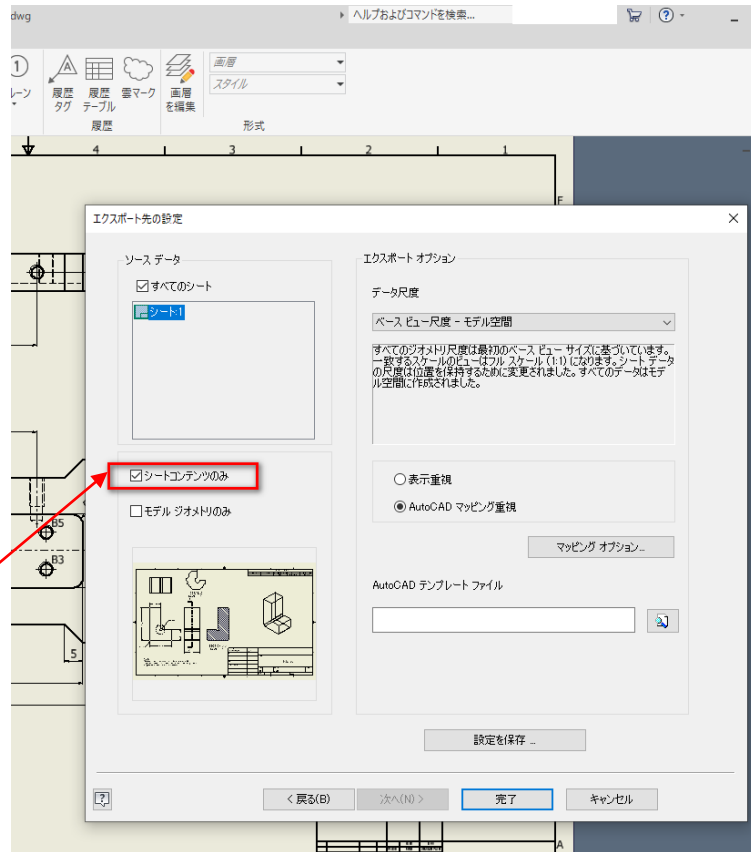 dwg
ヘルプおよびコマンドを検索...
1
ルーン
履歴
タグ
履歴
テーブル
雲マーク
画層
を編集
画層
スタイル
履歴
形式
4
3
2
1
F
エクスポート先の設定
ソース データ
すべてのシート
シート:1
シートコンテンツのみ
モデル ジオメトリのみ
エクスポート オプション
データ尺度
ベース ビュー尺度 - モデル空間
すべてのジオメトリ尺度は最初のベース ビュー サイズに基づいています。
一致するスケールのビューはフル スケール (1:1) になります。シート データ
の尺度は位置を保持するために変更されました。すべてのデータはモデ
ル空間に作成されました。
表示重視
AutoCAD マッピング重視
マッピング オプション...
AutoCAD テンプレート ファイル
設定を保存 ...
< 戻る(B)
次へ(N) >
完了
キャンセル
B5
B3
5
A